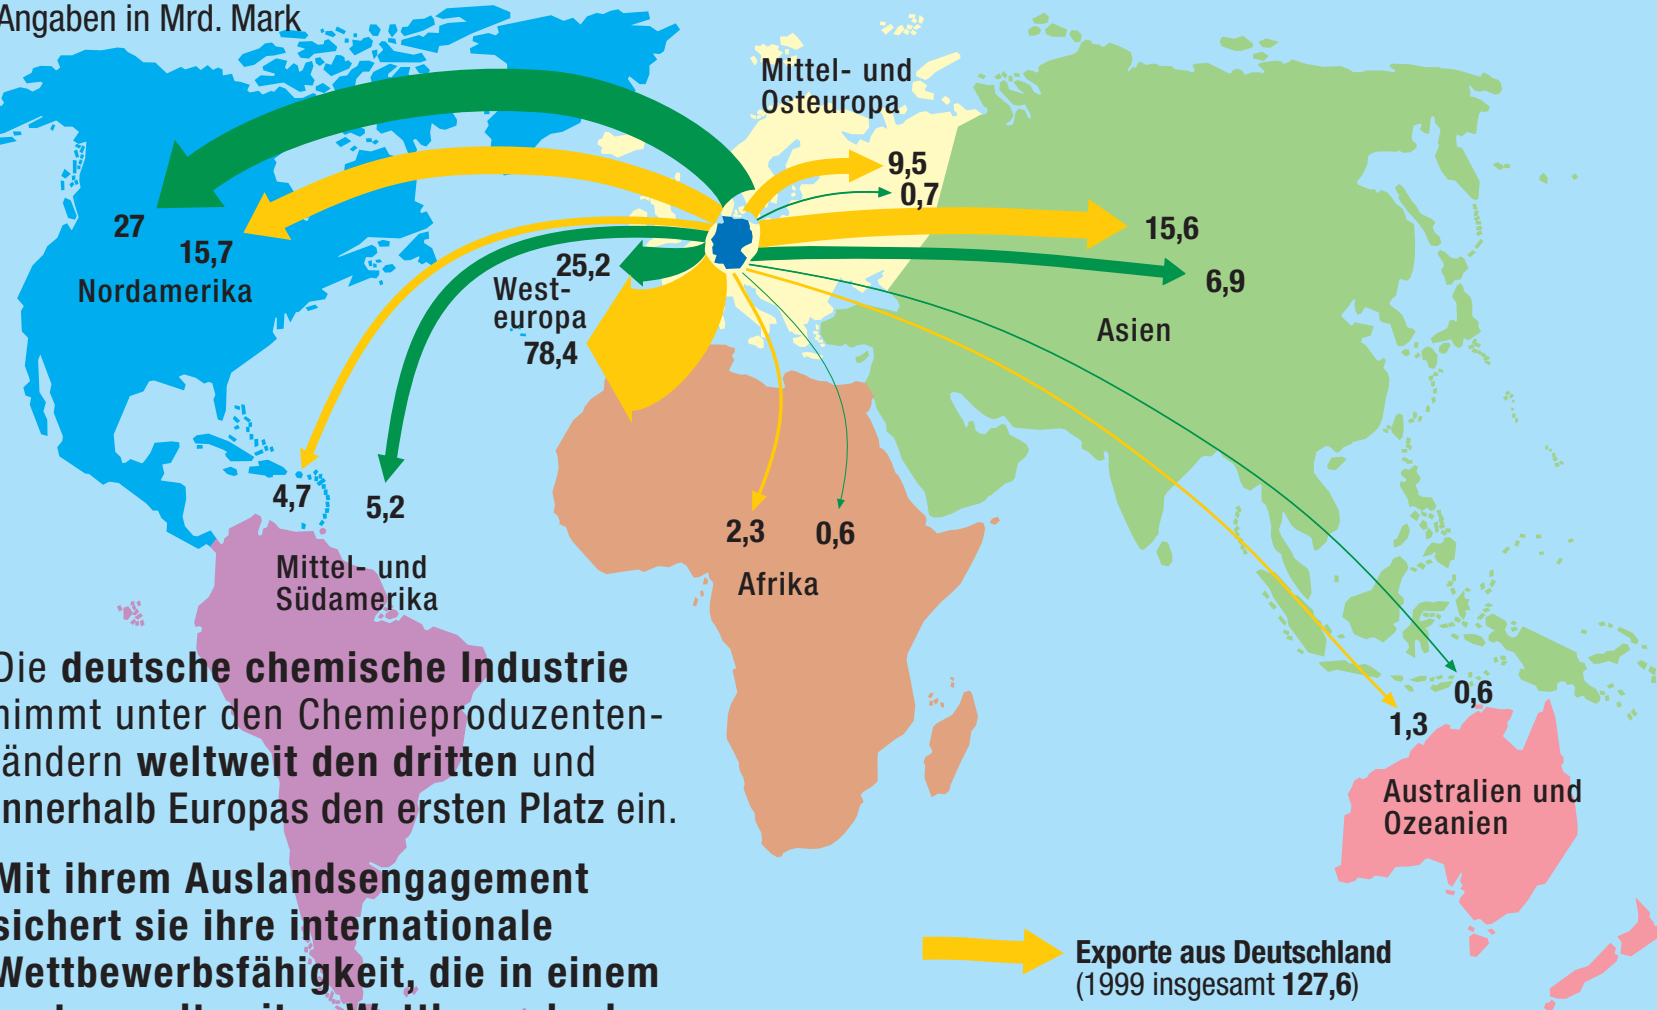 Angaben in Mrd. Mark
Mittel- und
Osteuropa
9,5
0,7
27
15,7
Nordamerika
15,6
6,9
25,2
West-
europa
78,4
Asien
4,7
5,2
Mittel- und
Südamerika
2,3
0,6
Afrika
0,6
1,3
Australien und
Ozeanien
Die deutsche chemische Industrie
nimmt unter den Chemieproduzenten-
ländern weltweit den dritten und
innerhalb Europas den ersten Platz ein.
Mit ihrem Auslandsengagement
sichert sie ihre internationale
Wettbewerbsfähigkeit, die in einem
Exporte aus Deutschland
(1999 insgesamt 127,6)